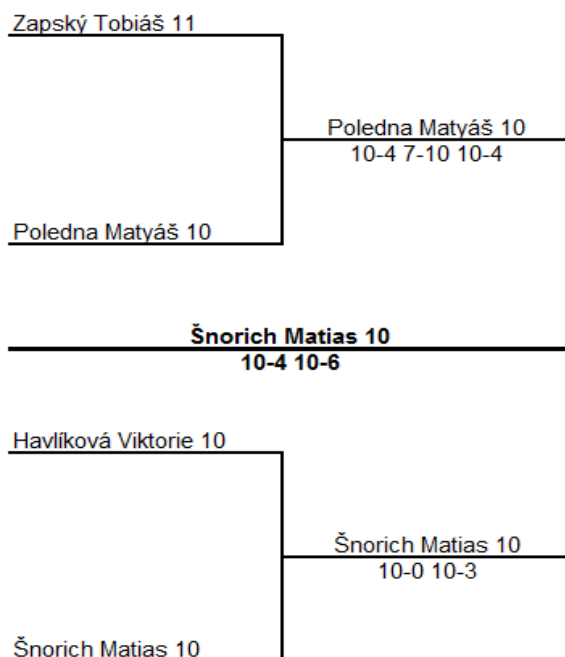 Zapský Tobiáš 11
Poledna Matyáš 10
10-4 7-10 10-4
Poledna Matyáš 10
Šnorich Matias 10
10-4 10-6
Havlíková Viktorie 10
Šnorich Matias 10
10-0 10-3
Šnorich Matias 10